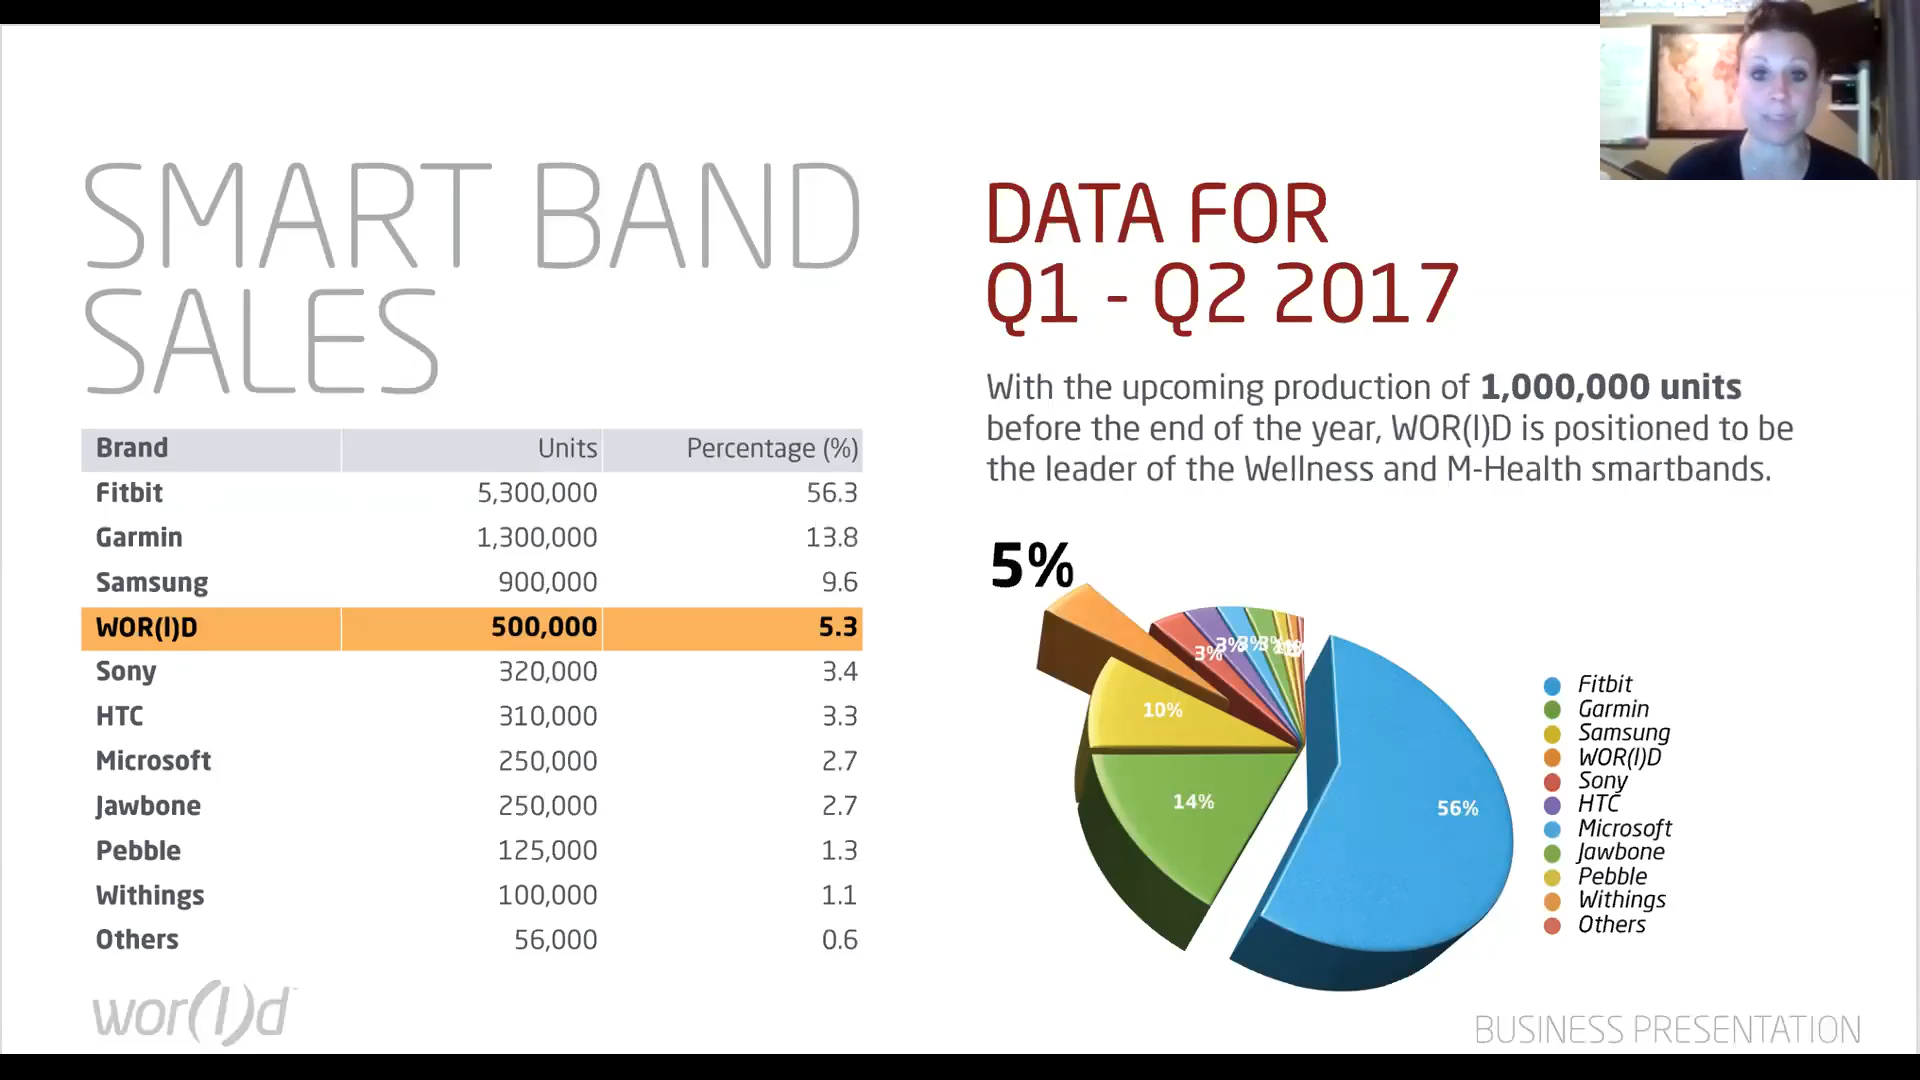 SMART BAND
SALES
DATA FOR
Q1 - Q2 2017
With the upcoming production of 1,000,000 units
before the end of the year, WOR(l)D is positioned to be
the leader of the Wellness and M-Health smartbands.
Brand Units Percentage (%)
Fitbit 5,300,000 56.3
Garmin 1,300,000 13.8
Samsung 900,000 9.6
WOR(l)D 500,000 5.3
Sony 320,000 3.4
HTC 310,000 3.3
Microsoft 250,000 2.7
Jawbone 250,000 2.7
Pebble 125,000 1.3
Withings 100,000 1.1
Others 56,000 0.6
5%
3%
3%
3%
3%
10%
14%
56%
Fitbit
Garmin
Samsung
WOR(l)D
Sony
HTC
Microsoft
Jawbone
Pebble
Withings
Others
wor(l)d
BUSINESS PRESENTATION